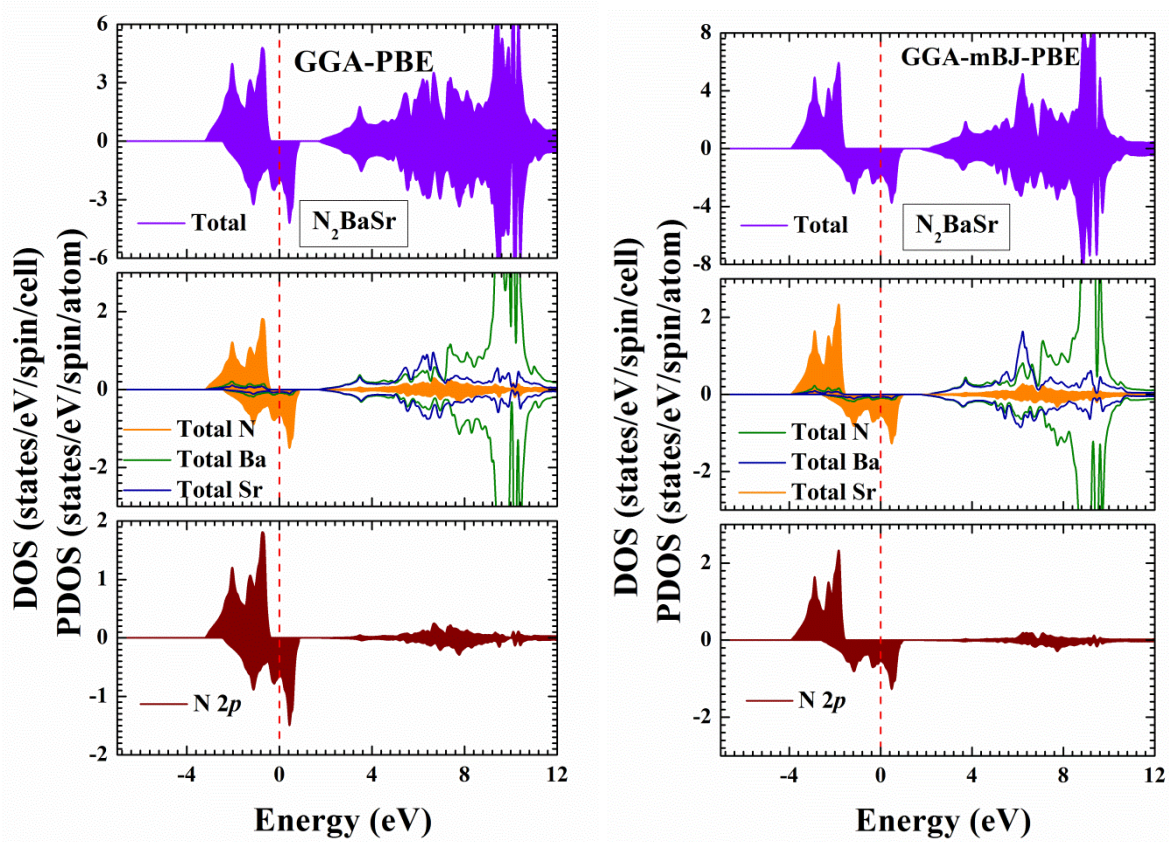 6
GGA-PBE
3
0
-3
Total
N₂BaSr
-6
2
0
Total N
Total Ba
Total Sr
-2
2
1
0
-1
N 2p
-2
-4
0
4
8
12
Energy (eV)
DOS (states/eV/spin/cell)
PDOS (states/eV/spin/atom)
8
GGA-mBJ-PBE
4
0
-4
Total
N₂BaSr
-8
2
0
Total N
Total Ba
Total Sr
-2
2
0
N 2p
-2
-4
0
4
8
12
Energy (eV)
DOS (states/eV/spin/cell)
PDOS (states/eV/spin/atom)